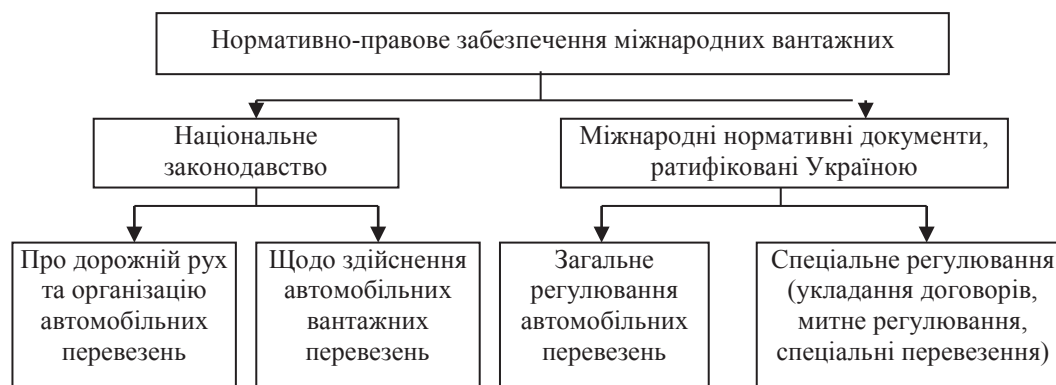 Нормативно-правове забезпечення міжнародних вантажних
Національне
законодавство
Міжнародні нормативні документи,
ратифіковані Україною
Про дорожній рух
та організацію
автомобільних
перевезень
Щодо здійснення
автомобільних
вантажних
перевезень
Загальне
регулювання
автомобільних
перевезень
Спеціальне регулювання
(укладання договорів,
митне регулювання,
спеціальні перевезення)